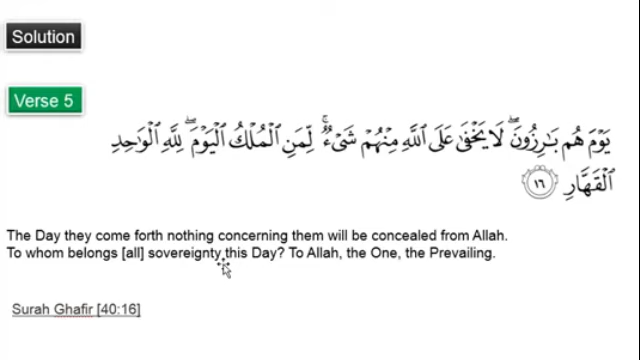 Solution
Verse 5
يَوْمَ هُم بَـٰرِزُونَ ۖ لَا يَخْفَىٰ عَلَى ٱللَّهِ مِنْهُمْ شَىْءٌ ۚ لِّمَنِ ٱلْمُلْكُ ٱلْيَوْمَ ۖ لِلَّهِ ٱلْوَٰحِدِ
ٱلْقَهَّارِ ١٦
The Day they come forth nothing concerning them will be concealed from Allah.
To whom belongs [all] sovereignty this Day? To Allah, the One, the Prevailing.
Surah Ghafir [40:16]